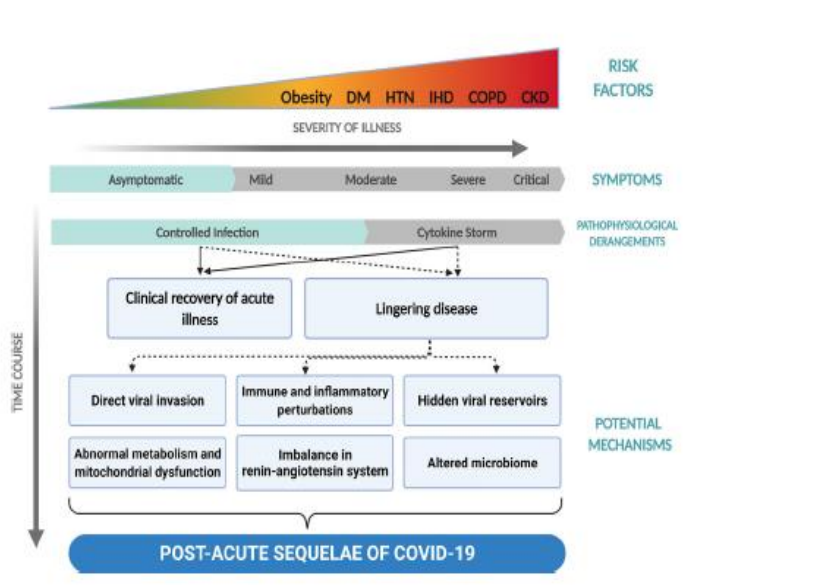 RISK
FACTORS
Obesity DM HTN IHD COPD CKD
SEVERITY OF ILLNESS
Asymptomatic Mild Moderate Severe Critical
SYMPTOMS
Controlled Infection Cytokine Storm
PATHOPHYSIOLOGICAL
DERANGEMENTS
Clinical recovery of acute
illness
Lingering disease
TIME COURSE
Direct viral invasion
Immune and inflammatory
perturbations
Hidden viral reservoirs
Abnormal metabolism and
mitochondrial dysfunction
Imbalance in
renin-angiotensin system
Altered microbiome
POTENTIAL
MECHANISMS
POST-ACUTE SEQUELAE OF COVID-19